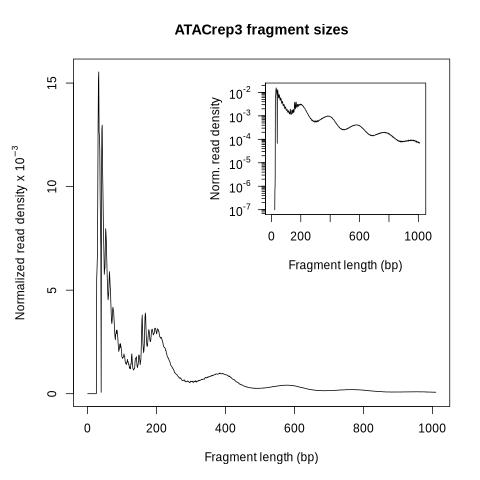 ATACrep3 fragment sizes
Normalized read density x 10⁻³
15
10
5
0
0 200 400 600 800 1000
Fragment length (bp)
Norm. read density
10⁻²
10⁻³
10⁻⁴
10⁻⁵
10⁻⁶
10⁻⁷
0 200 600 1000
Fragment length (bp)